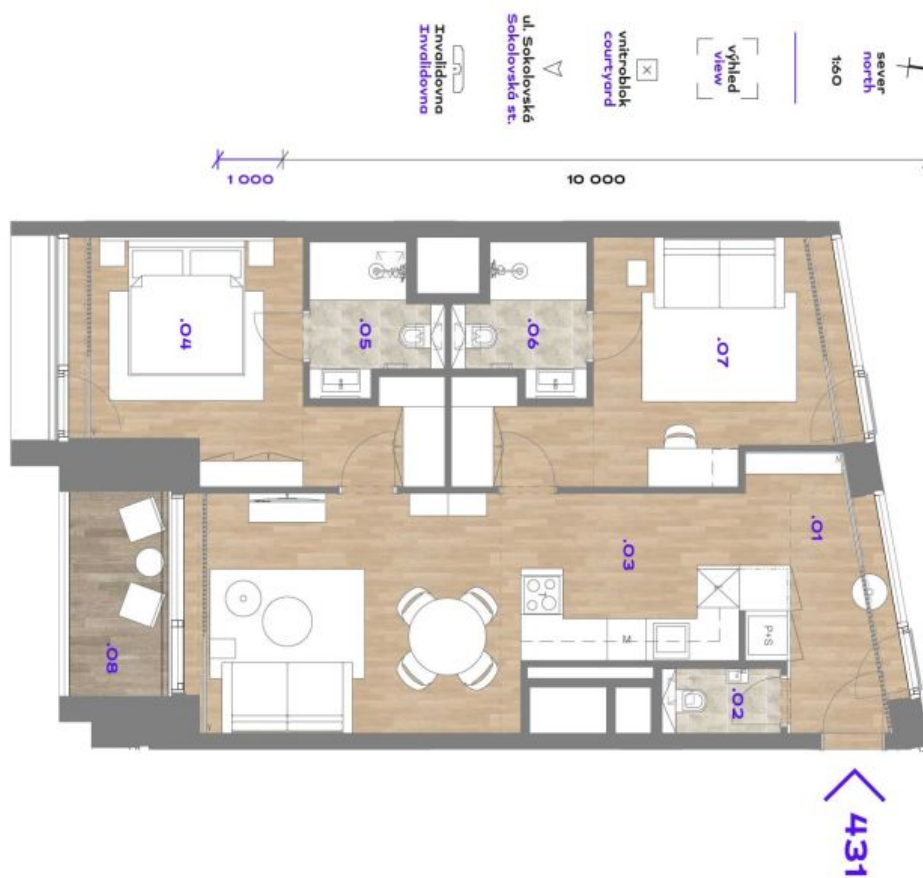 sever
north
1:60
výhled
view
vnitroblok
courtyard
ul. Sokolovská
Sokolovská st.
Invalidovna
Invalidovna
1 000
10 000
.04
.05
.06
.07
.03
.01
M
P+S
.08
.02
431